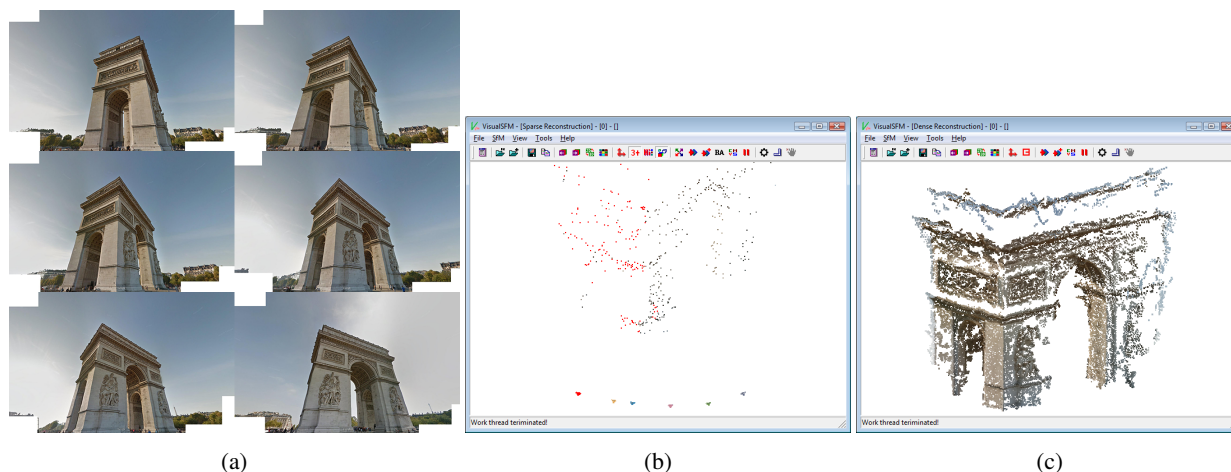 VisualSFM - [Sparse Reconstruction] - [0] - []
File SfM View Tools Help
3+
BA
Work thread teriminated!
VisualSFM - [Dense Reconstruction] - [0] - []
File SfM View Tools Help
Work thread teriminated!
(a)
(b)
(c)